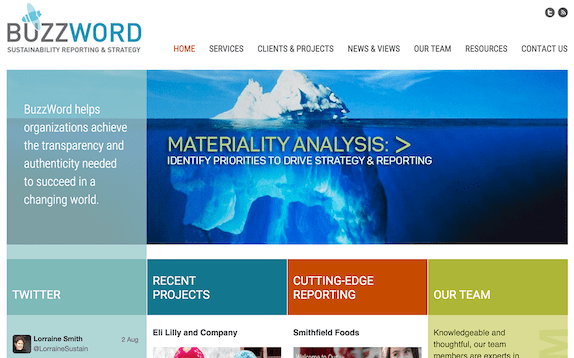 BUZZWORD
SUSTAINABILITY REPORTING & STRATEGY
HOME SERVICES CLIENTS & PROJECTS NEWS & VIEWS OUR TEAM RESOURCES CONTACT US
BuzzWord helps
organizations achieve
the transparency and
authenticity needed
to succeed in a
changing world.
MATERIALITY ANALYSIS: >
IDENTIFY PRIORITIES TO DRIVE STRATEGY & REPORTING
TWITTER
RECENT
PROJECTS
CUTTING-EDGE
REPORTING
OUR TEAM
Lorraine Smith 2 Aug
@LorraineSustain
Eli Lilly and Company
Smithfield Foods
Knowledgeable and
thoughtful, our team
members are experts in